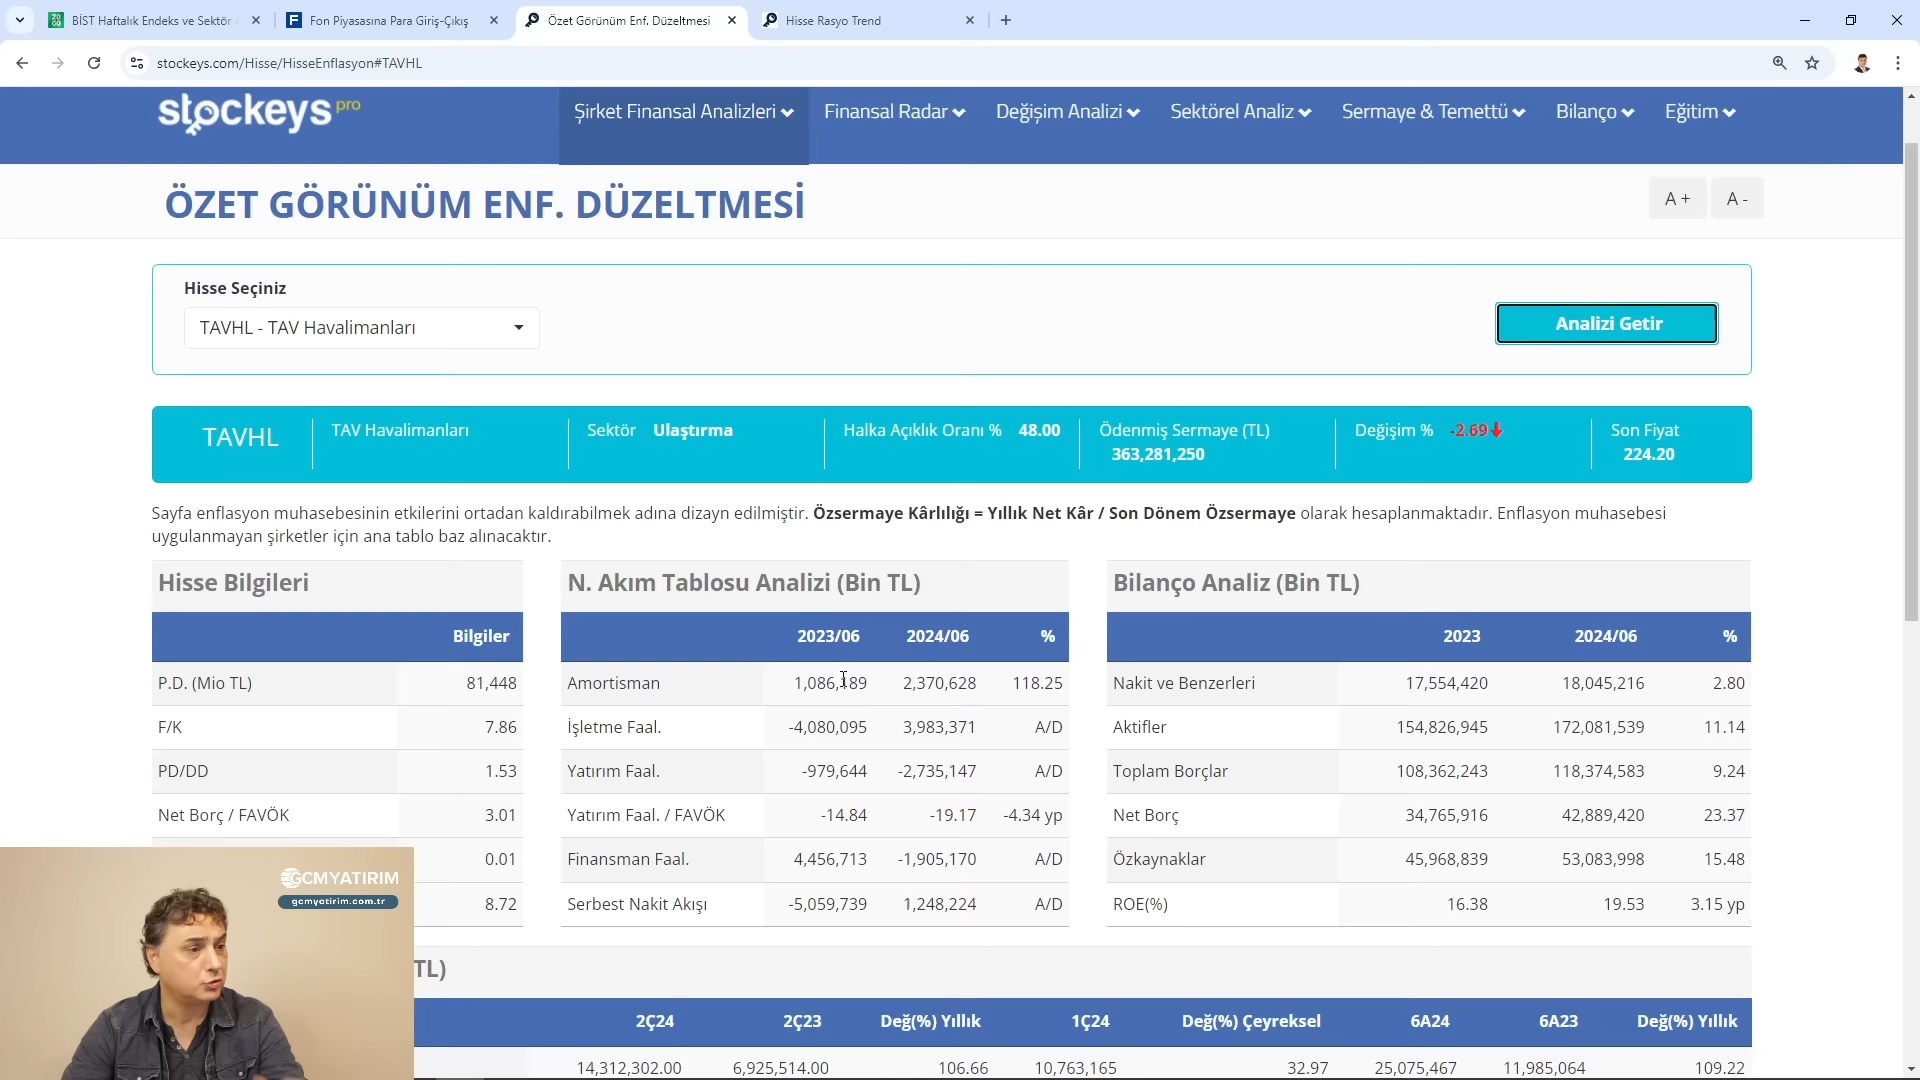 BİST Haftalık Endeks ve Sektör
Fon Piyasasına Para Giriş-Çıkış
Özet Görünüm Enf. Düzeltmesi
Hisse Rasyo Trend
stockeys.com/Hisse/HisseEnflasyon#TAVHL
stockeys pro
Şirket Finansal Analizleri
Finansal Radar
Değişim Analizi
Sektörel Analiz
Sermaye & Temettü
Bilanço
Eğitim
ÖZET GÖRÜNÜM ENF. DÜZELTMESİ
A +
A -
Hisse Seçiniz
TAVHL - TAV Havalimanları
Analizi Getir
TAVHL
TAV Havalimanları
Sektör Ulaştırma
Halka Açıklık Oranı % 48.00
Ödenmiş Sermaye (TL)
363,281,250
Değişim % -2.69
Son Fiyat
224.20
Sayfa enflasyon muhasebesinin etkilerini ortadan kaldırabilmek adına dizayn edilmiştir. Özsermaye Kârlılığı = Yıllık Net Kâr / Son Dönem Özsermaye olarak hesaplanmaktadır. Enflasyon muhasebesi
uygulanmayan şirketler için ana tablo baz alınacaktır.
Hisse Bilgileri
Bilgiler
P.D. (Mio TL) 81,448
F/K 7.86
PD/DD 1.53
Net Borç / FAVÖK 3.01
0.01
8.72
N. Akım Tablosu Analizi (Bin TL)
2023/06 2024/06 %
Amortisman 1,086,189 2,370,628 118.25
İşletme Faal. -4,080,095 3,983,371 A/D
Yatırım Faal. -979,644 -2,735,147 A/D
Yatırım Faal. / FAVÖK -14.84 -19.17 -4.34 yp
Finansman Faal. 4,456,713 -1,905,170 A/D
Serbest Nakit Akışı -5,059,739 1,248,224 A/D
Bilanço Analiz (Bin TL)
2023 2024/06 %
Nakit ve Benzerleri 17,554,420 18,045,216 2.80
Aktifler 154,826,945 172,081,539 11.14
Toplam Borçlar 108,362,243 118,374,583 9.24
Net Borç 34,765,916 42,889,420 23.37
Özkaynaklar 45,968,839 53,083,998 15.48
ROE(%) 16.38 19.53 3.15 yp
GCMYATIRIM
gcmyatirim.com.tr
TL)
2Ç24 2Ç23 Değ(%) Yıllık 1Ç24 Değ(%) Çeyreksel 6A24 6A23 Değ(%) Yıllık
14,312,302.00 6,925,514.00 106.66 10,763,165 32.97 25,075,467 11,985,064 109.22